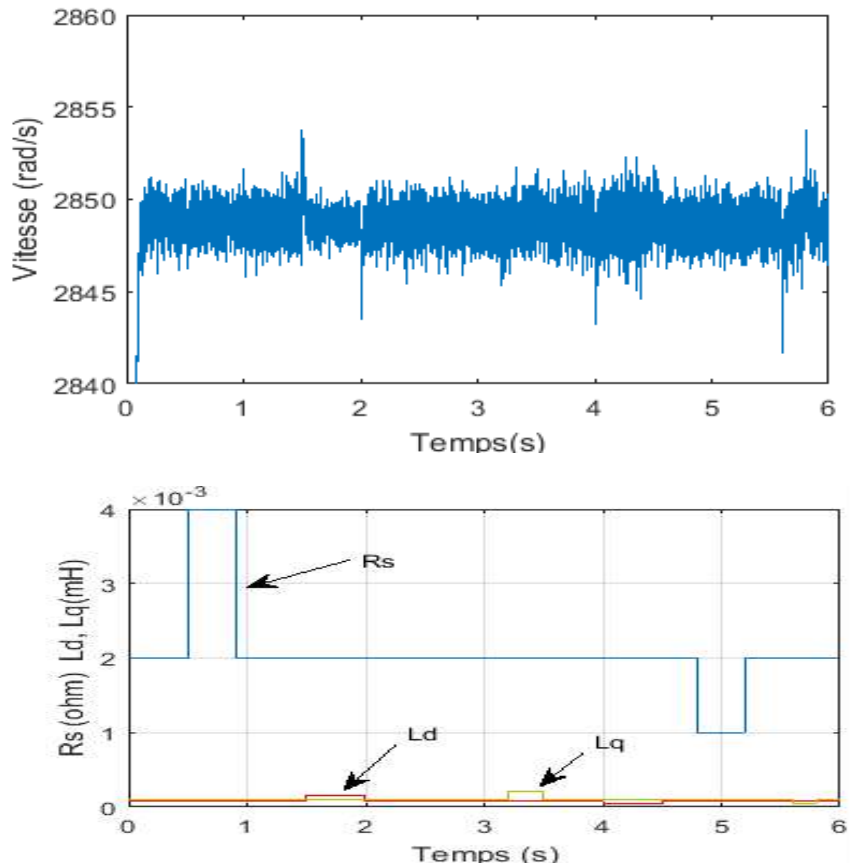 2860
2855
2850
2845
2840
Vitesse (rad/s)
0 1 2 3 4 5 6
Temps(s)
× 10-3
4
3
2
1
0
Rs (ohm) Ld, Lq(mH)
Rs
Ld
Lq
0 1 2 3 4 5 6
Temps (s)